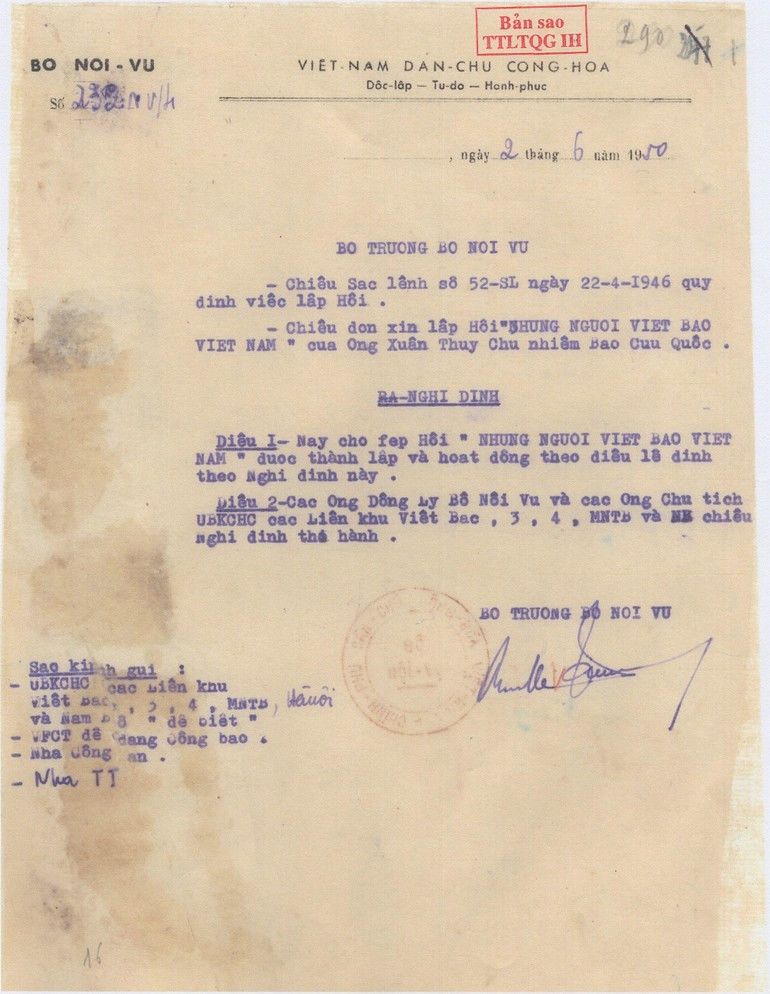 Bản sao
TTLTQG III
290
BO NOI - VU
VIÊT-NAM DAN-CHU CONG-HOA
Số 232 NV/4
Dôc-lâp — Tu-do — Hanh-phuc
, ngày 2 tháng 6 năm 1950
BO TRUONG BO NOI VU
- Chiêu Sac lênh sô 52-SL ngày 22-4-I946 quy
dinh viêc lâp Hôi .
- Chiêu don xin lâp Hôi"NHUNG NGUOI VIET BAO
VIET NAM " cua Ong Xuân Thuy Chu nhiêm Bao Cuu Quôc .
RA-NGHI DINH
Diêu I- Nay cho fep Hôi " NHUNG NGUOI VIET BAO VIET
NAM " duoc thành lâp và hoat dông theo diêu lê dinh
theo Nghi dinh này .
Diêu 2-Cac Ong Dông Ly Bô Nôi Vu và cac Ong Chu tich
UBKCHC cac Liên khu Viêt Bac , 3 , 4 , MNTB và NB chiêu
Nghi dinh thi hành .
BO TRUONG BO NOI VU
Sao kinh gui :
- UBKCHC cac Liên khu
Viêt Bac, , 3 , 4 , MNTB, Hànôi
và Nam Bô " dê biêt "
- VFCT dê dang Công bao .
- Nha Công an .
- Nha TT
16